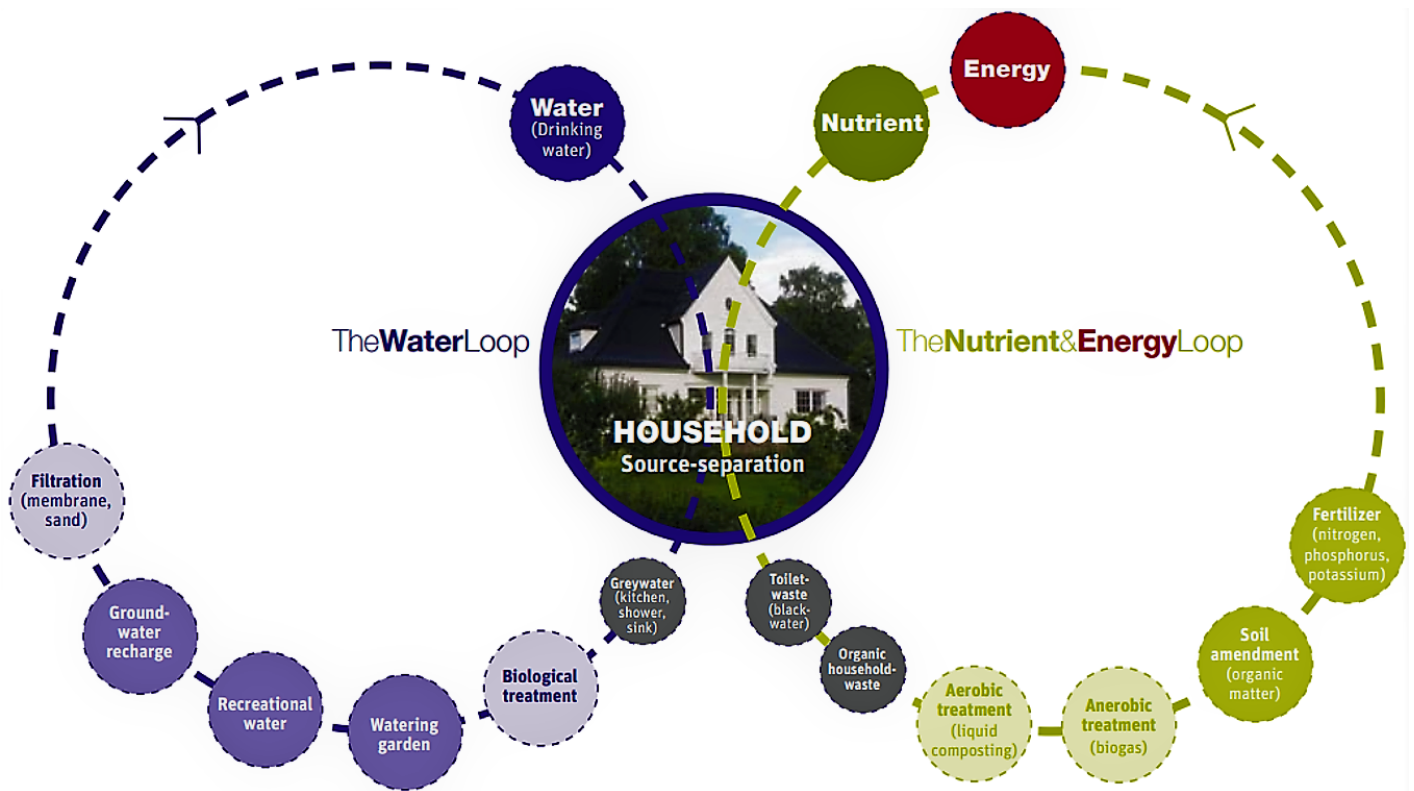 Water
(Drinking
water)
Nutrient
Energy
TheWaterLoop
TheNutrient&EnergyLoop
HOUSEHOLD
Source-separation
Filtration
(membrane,
sand)
Ground-
water
recharge
Recreational
water
Watering
garden
Biological
treatment
Greywater
(kitchen,
shower,
sink)
Toilet-
waste
(black-
water)
Organic
household-
waste
Aerobic
treatment
(liquid
composting)
Anerobic
treatment
(biogas)
Soil
amendment
(organic
matter)
Fertilizer
(nitrogen,
phosphorus,
potassium)